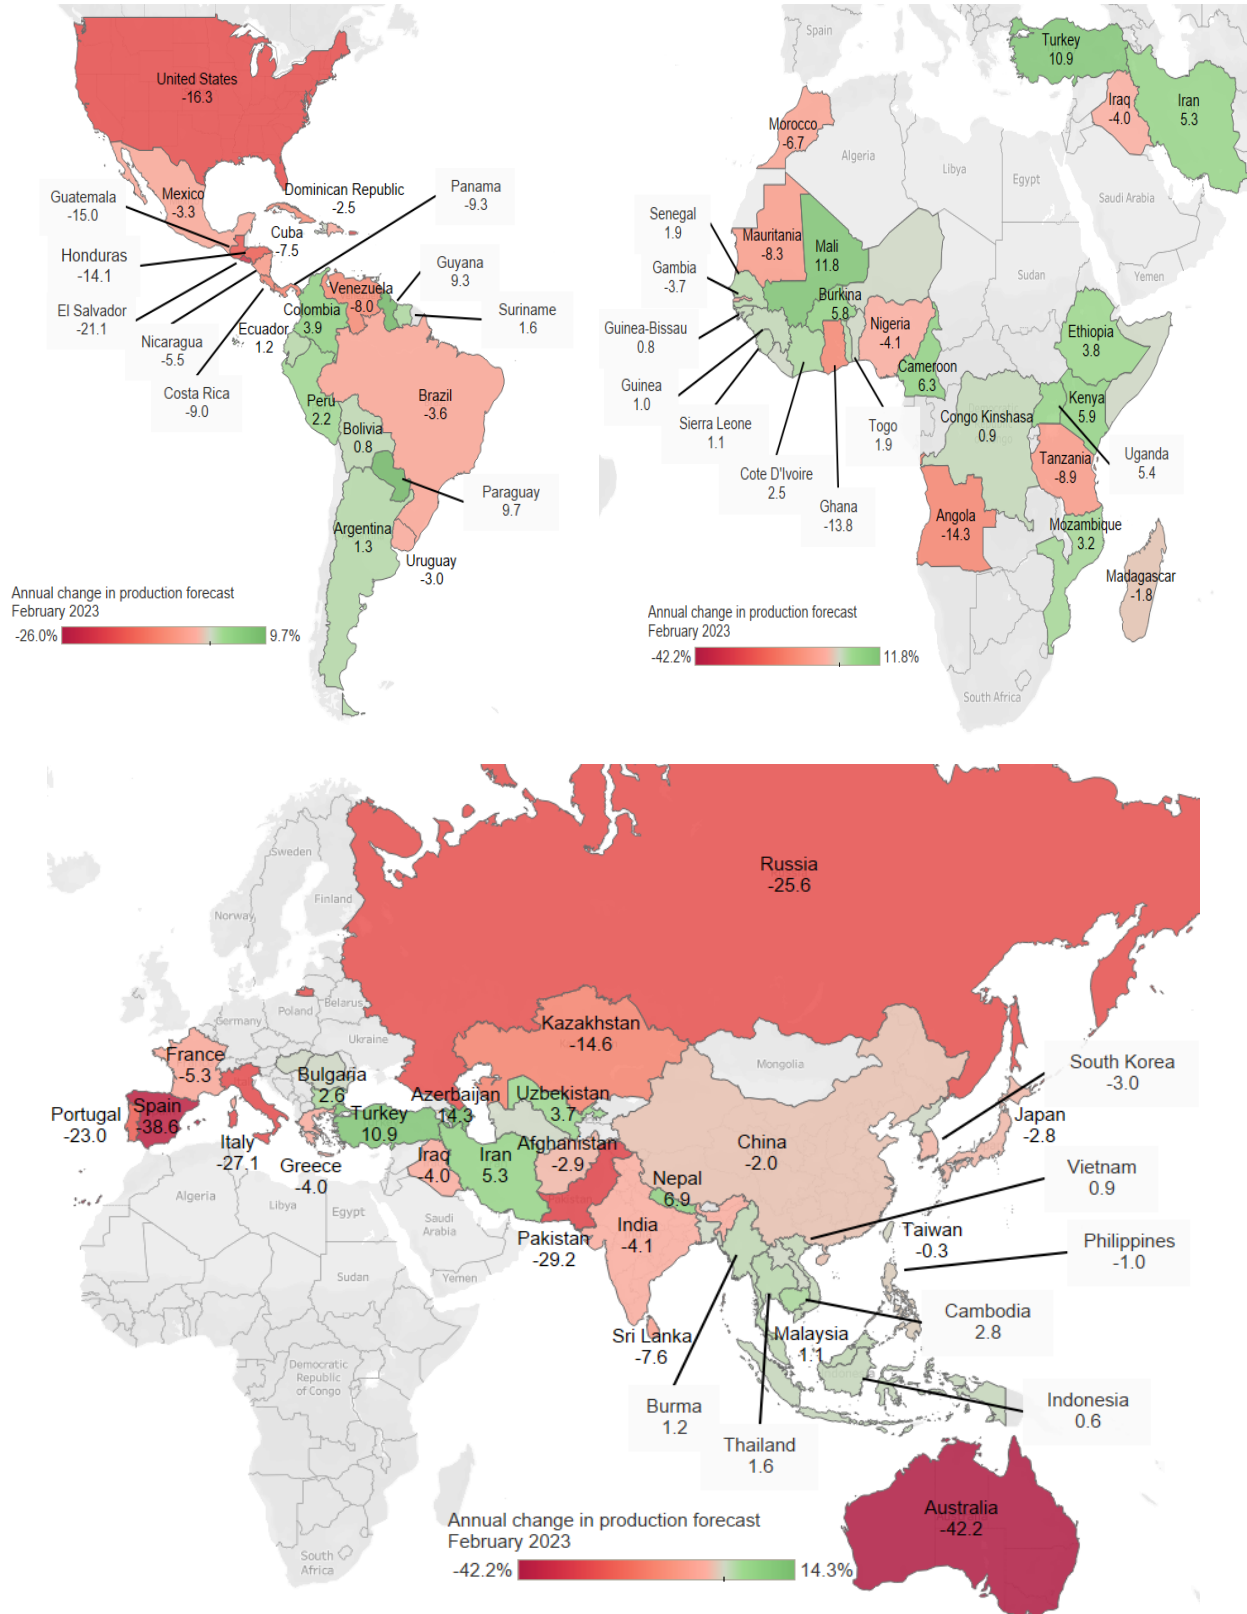 United States
-16.3
Mexico
-3.3
Guatemala
-15.0
Honduras
-14.1
El Salvador
-21.1
Nicaragua
-5.5
Costa Rica
-9.0
Dominican Republic
-2.5
Cuba
-7.5
Panama
-9.3
Guyana
9.3
Suriname
1.6
Venezuela
-8.0
Colombia
3.9
Ecuador
1.2
Peru
2.2
Brazil
-3.6
Bolivia
0.8
Paraguay
9.7
Argentina
1.3
Uruguay
-3.0
Annual change in production forecast
February 2023
-26.0%
9.7%
Spain
Turkey
10.9
Iraq
-4.0
Iran
5.3
Morocco
-6.7
Algeria
Libya
Egypt
Saudi Arabia
Yemen
Sudan
Senegal
1.9
Mauritania
-8.3
Mali
11.8
Gambia
-3.7
Burkina
5.8
Guinea-Bissau
0.8
Nigeria
-4.1
Ethiopia
3.8
Cameroon
6.3
Guinea
1.0
Sierra Leone
1.1
Togo
1.9
Congo Kinshasa
0.9
Kenya
5.9
Uganda
5.4
Tanzania
-8.9
Cote D'Ivoire
2.5
Ghana
-13.8
Angola
-14.3
Mozambique
3.2
Madagascar
-1.8
South Africa
Annual change in production forecast
February 2023
-42.2%
11.8%
Russia
-25.6
Sweden
Finland
Norway
Belarus
Poland
Germany
Ukraine
Kazakhstan
-14.6
Mongolia
France
-5.3
Bulgaria
2.6
Azerbaijan
14.3
Uzbekistan
3.7
South Korea
-3.0
Japan
-2.8
Portugal
-23.0
Spain
-38.6
Italy
-27.1
Greece
-4.0
Turkey
10.9
Iraq
-4.0
Iran
5.3
Afghanistan
-2.9
China
-2.0
Nepal
6.9
Vietnam
0.9
Algeria
Libya
Egypt
Saudi
Arabia
Yemen
Sudan
Pakistan
Pakistan
-29.2
India
-4.1
Taiwan
-0.3
Philippines
-1.0
Cambodia
2.8
Sri Lanka
-7.6
Malaysia
1.1
Burma
1.2
Thailand
1.6
Indonesia
0.6
Democratic
Republic
of Congo
South
Africa
Australia
-42.2
Annual change in production forecast
February 2023
-42.2%
14.3%